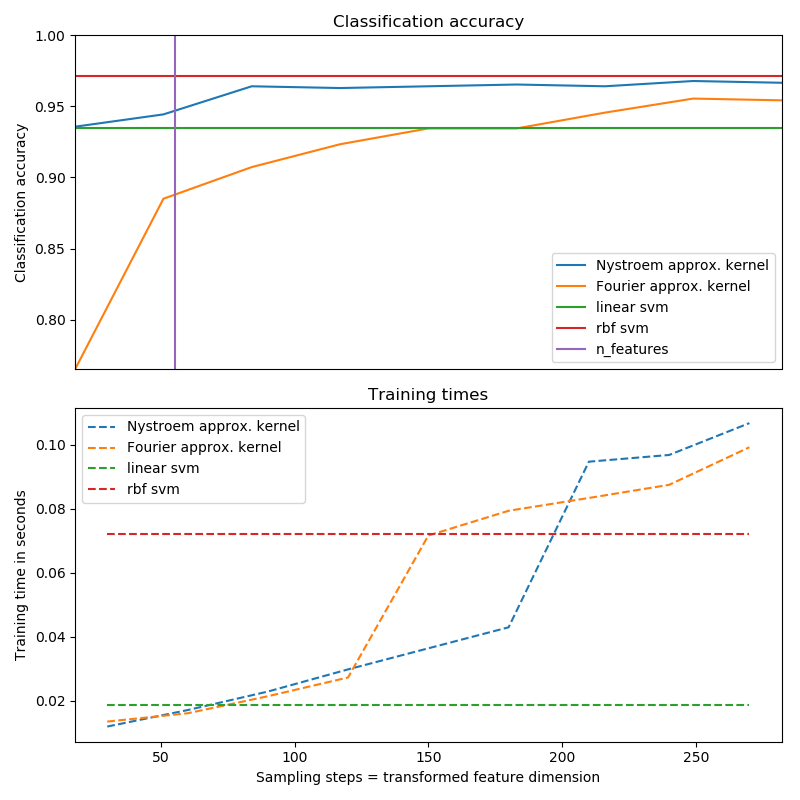 Classification accuracy
1.00
0.95
0.90
0.85
0.80
Classification accuracy
Nystroem approx. kernel
Fourier approx. kernel
linear svm
rbf svm
n_features
Training times
0.10
0.08
0.06
0.04
0.02
Training time in seconds
Nystroem approx. kernel
Fourier approx. kernel
linear svm
rbf svm
50 100 150 200 250
Sampling steps = transformed feature dimension